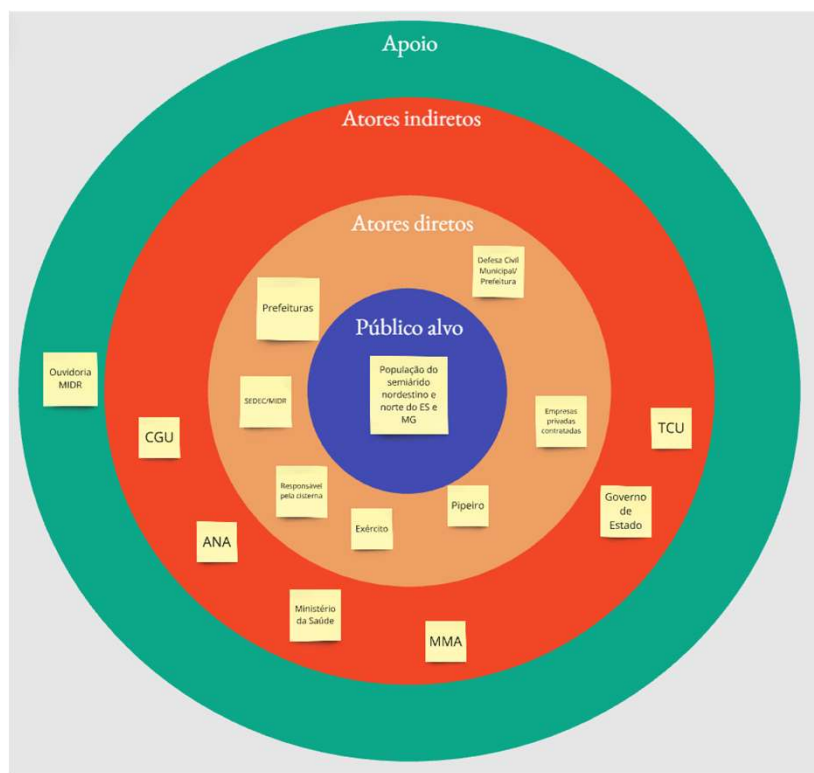 Apoio
Atores indiretos
Atores diretos
Defesa Civil
Municipal/
Prefeitura
Prefeituras
Público alvo
População do
semiárido
nordestino e
norte do ES e
MG
Ouvidoria
MIDR
SEDEC/MIDR
Empresas
privadas
contratadas
TCU
CGU
Responsável
pela cisterna
Pipeiro
Governo
de
Estado
Exército
ANA
Ministério
da Saúde
MMA